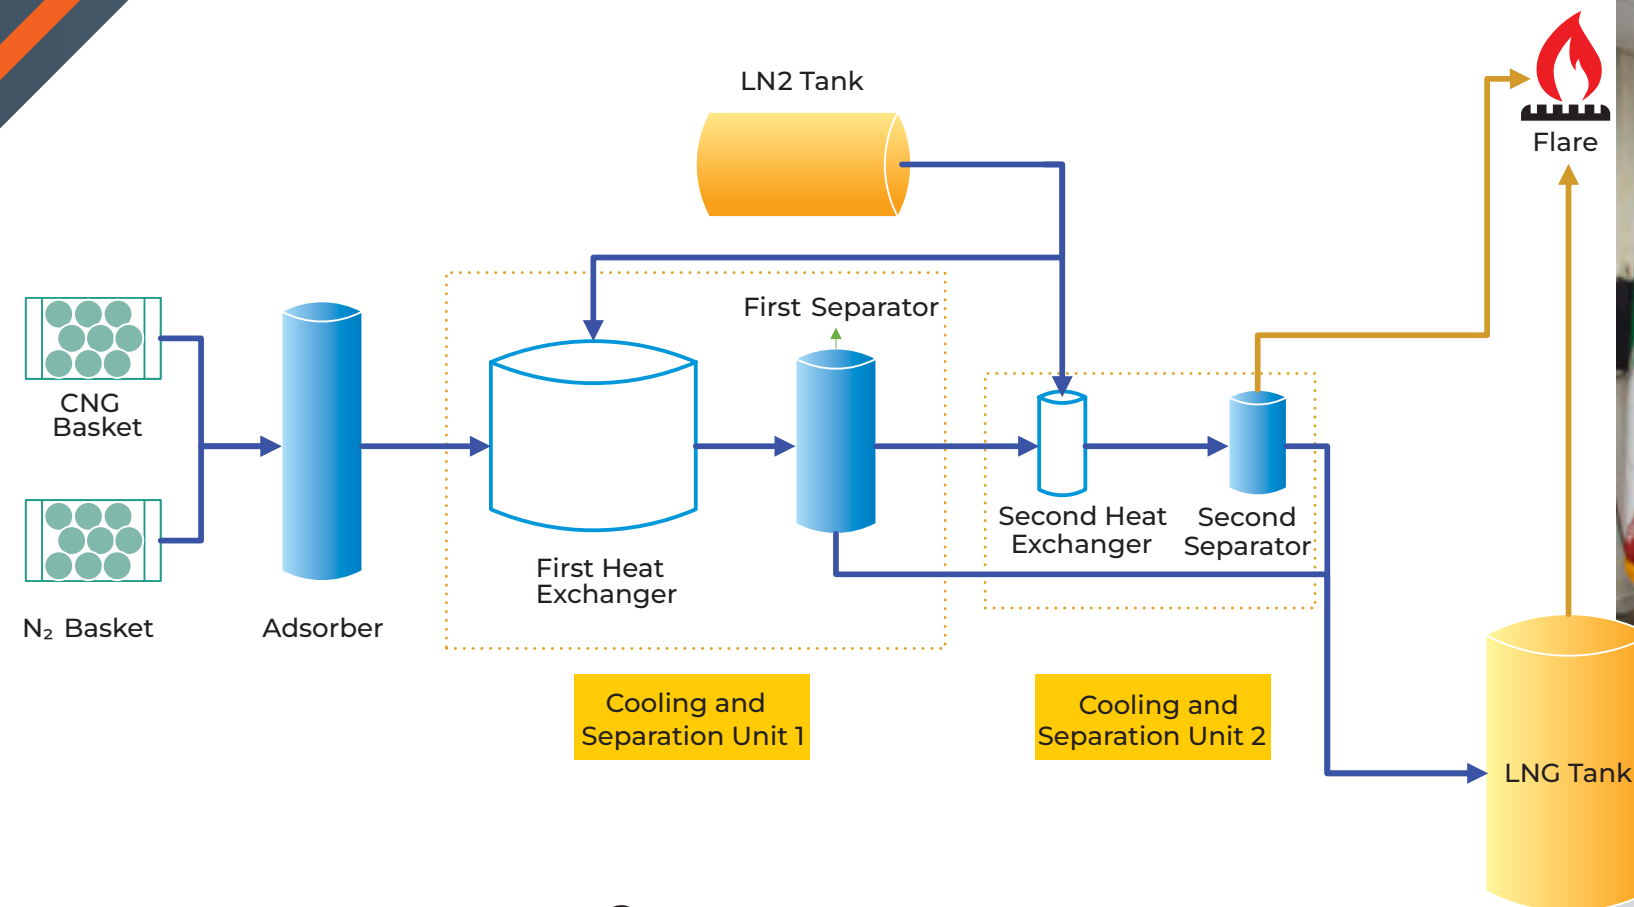 LN2 Tank
Flare
First Separator
CNG
Basket
Second Heat
Exchanger
Second
Separator
First Heat
Exchanger
N₂ Basket
Adsorber
Cooling and
Separation Unit 1
Cooling and
Separation Unit 2
LNG Tank